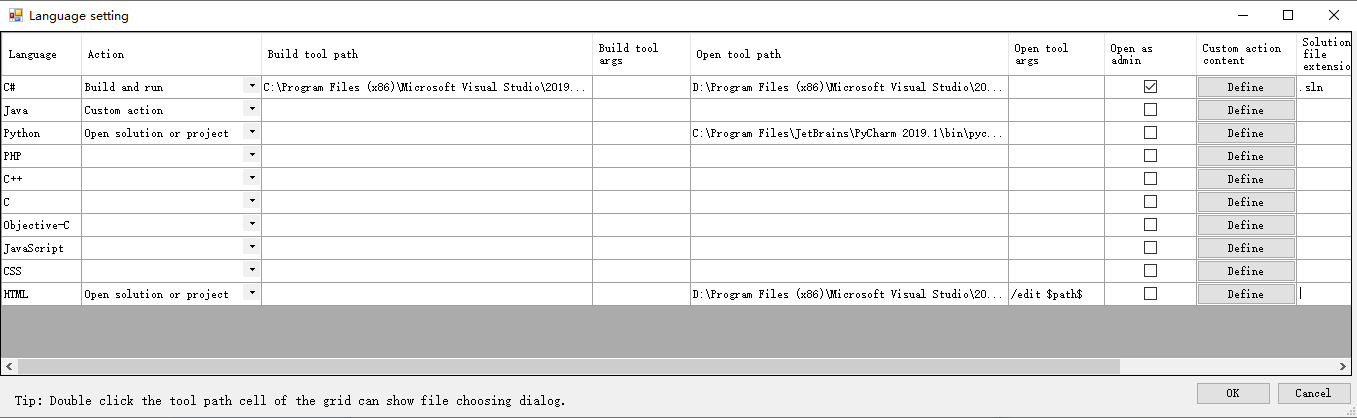 Language setting
Language Action Build tool path Build tool args Open tool path Open tool args Open as admin Custom action content Solution file extensio
C# Build and run C:\Program Files (x86)\Microsoft Visual Studio\2019... D:\Program Files (x86)\Microsoft Visual Studio\20... Define .sln
Java Custom action Define
Python Open solution or project C:\Program Files\JetBrains\PyCharm 2019.1\bin\pyc... Define
PHP Define
C++ Define
C Define
Objective-C Define
JavaScript Define
CSS Define
HTML Open solution or project D:\Program Files (x86)\Microsoft Visual Studio\20... /edit $path$ Define
Tip: Double click the tool path cell of the grid can show file choosing dialog.
OK Cancel